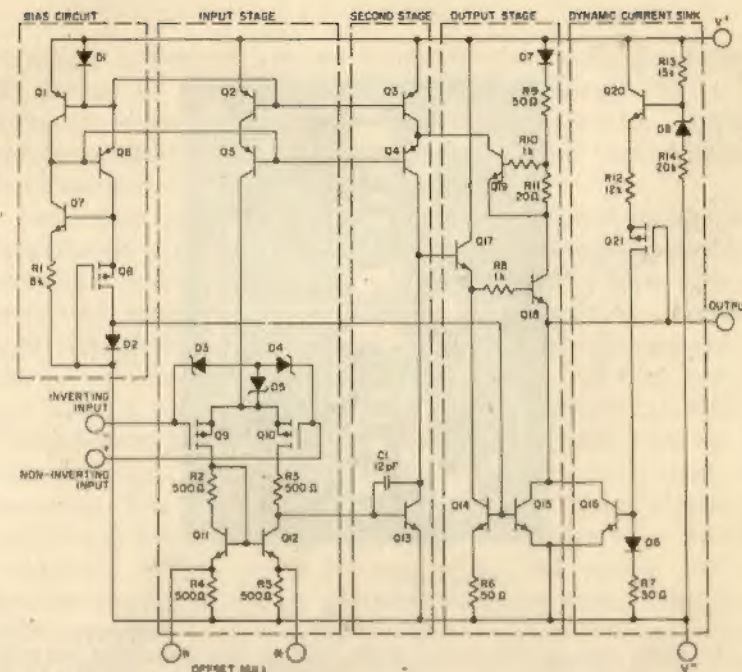 BIAS CIRCUIT
INPUT STAGE
SECOND STAGE
OUTPUT STAGE
DYNAMIC CURRENT SINK
V+
D1
D7
R13
15k
Q1
Q2
Q3
Q20
R9
50Ω
D8
Q6
Q5
Q4
R10
1k
R14
20k
Q19
R11
20Ω
R12
12k
Q7
Q17
Q21
R1
8k
Q8
R8
1k
Q18
OUTPUT
D2
D3
D4
D5
INVERTING
INPUT
-
Q9
Q10
+
NON-INVERTING
INPUT
C1
12pF
R2
500Ω
R3
500Ω
Q14
Q15
Q16
Q11
Q12
Q13
D6
R4
500Ω
R5
500Ω
R6
50Ω
R7
50Ω
V-
OFFSET NULL